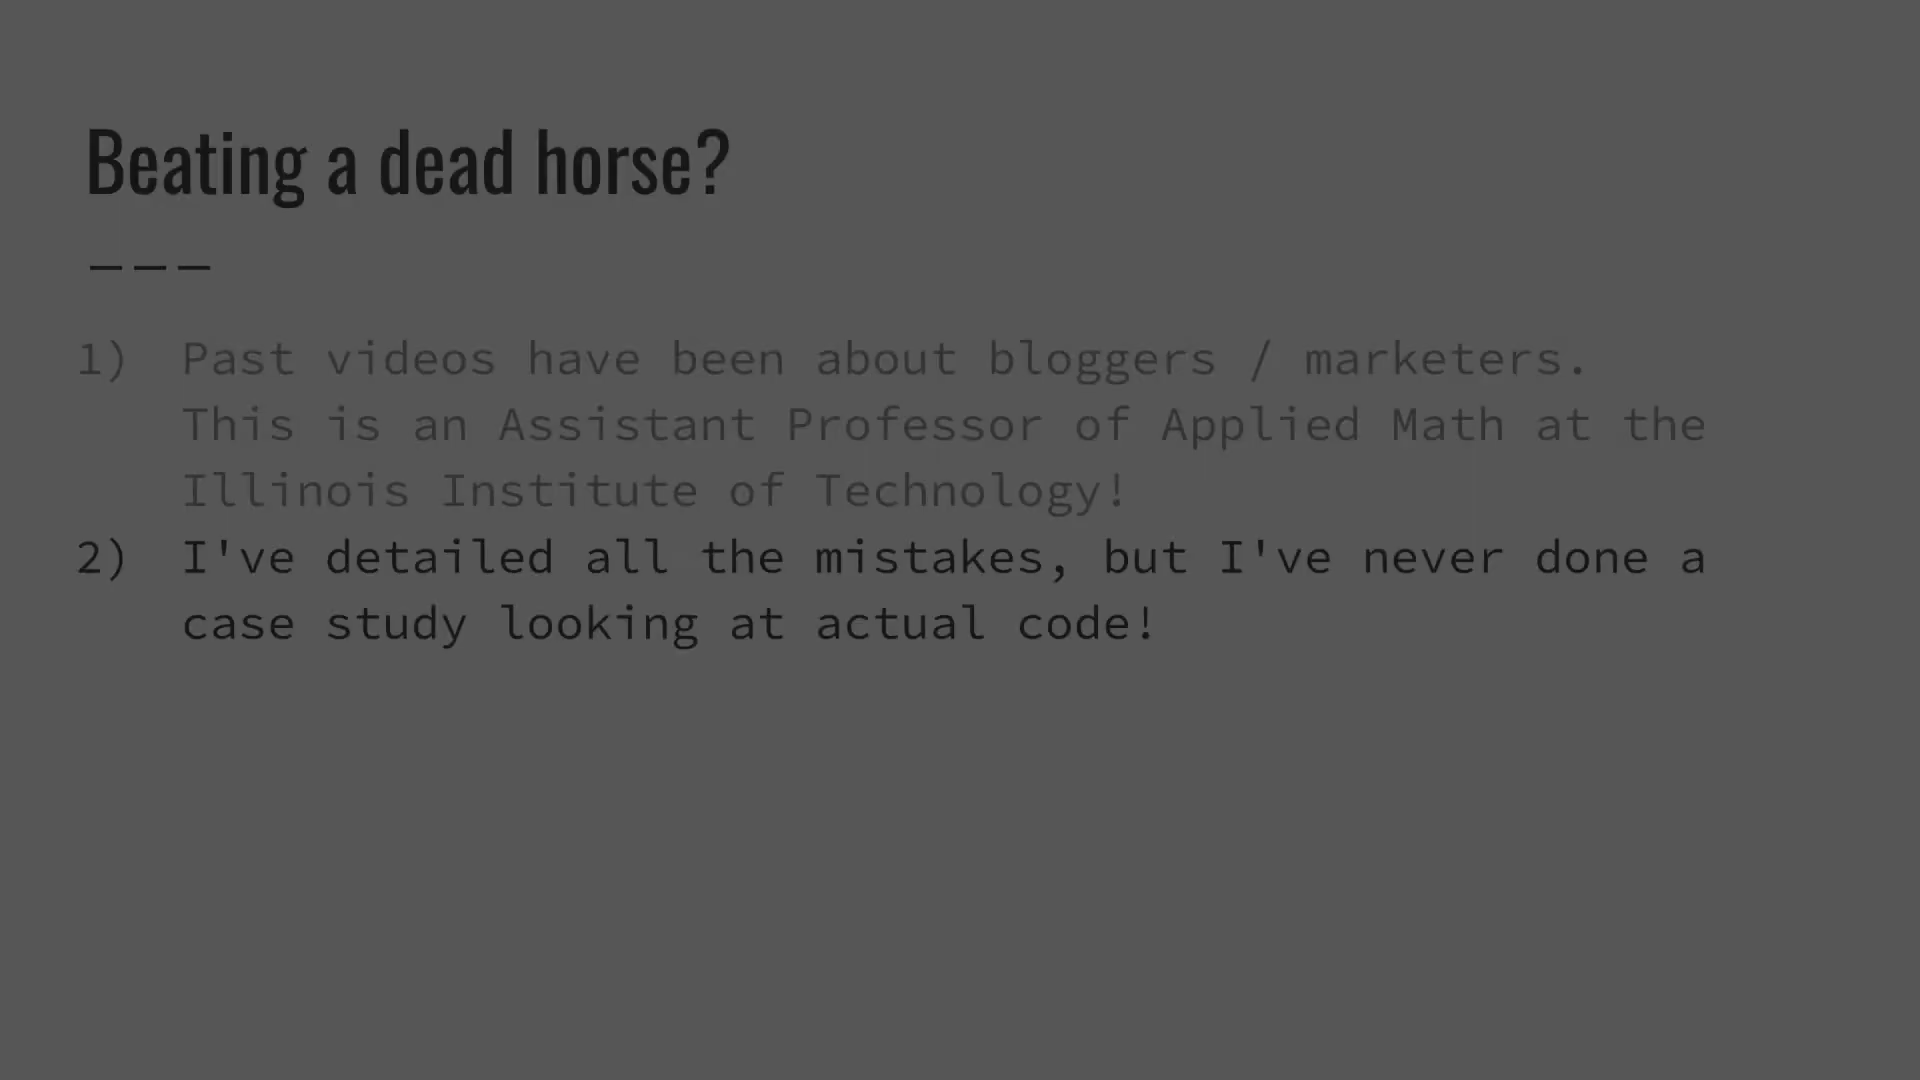 Beating a dead horse?
———
1) Past videos have been about bloggers / marketers.
This is an Assistant Professor of Applied Math at the
Illinois Institute of Technology!
2) I've detailed all the mistakes, but I've never done a
case study looking at actual code!